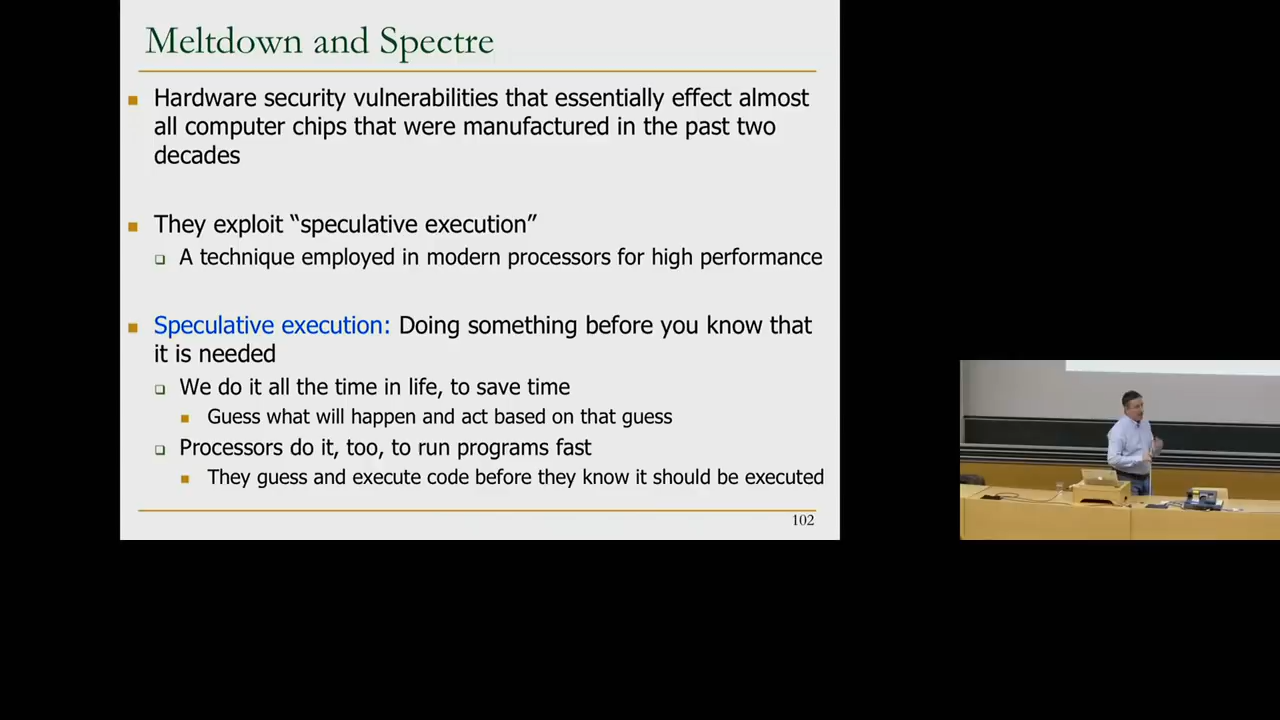 Meltdown and Spectre
Hardware security vulnerabilities that essentially effect almost
all computer chips that were manufactured in the past two
decades
They exploit “speculative execution”
A technique employed in modern processors for high performance
Speculative execution: Doing something before you know that
it is needed
We do it all the time in life, to save time
Guess what will happen and act based on that guess
Processors do it, too, to run programs fast
They guess and execute code before they know it should be executed
102